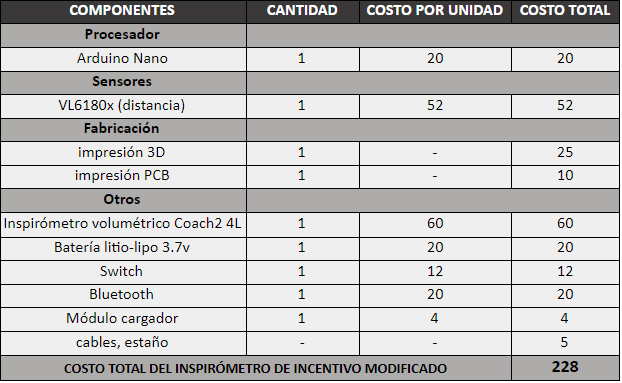 COMPONENTES CANTIDAD COSTO POR UNIDAD COSTO TOTAL
Procesador
Arduino Nano 1 20 20
Sensores
VL6180x (distancia) 1 52 52
Fabricación
impresión 3D 1 - 25
impresión PCB 1 - 10
Otros
Inspirómetro volumétrico Coach2 4L 1 60 60
Batería litio-lipo 3.7v 1 20 20
Switch 1 12 12
Bluetooth 1 20 20
Módulo cargador 1 4 4
cables, estaño - - 5
COSTO TOTAL DEL INSPIRÓMETRO DE INCENTIVO MODIFICADO 228